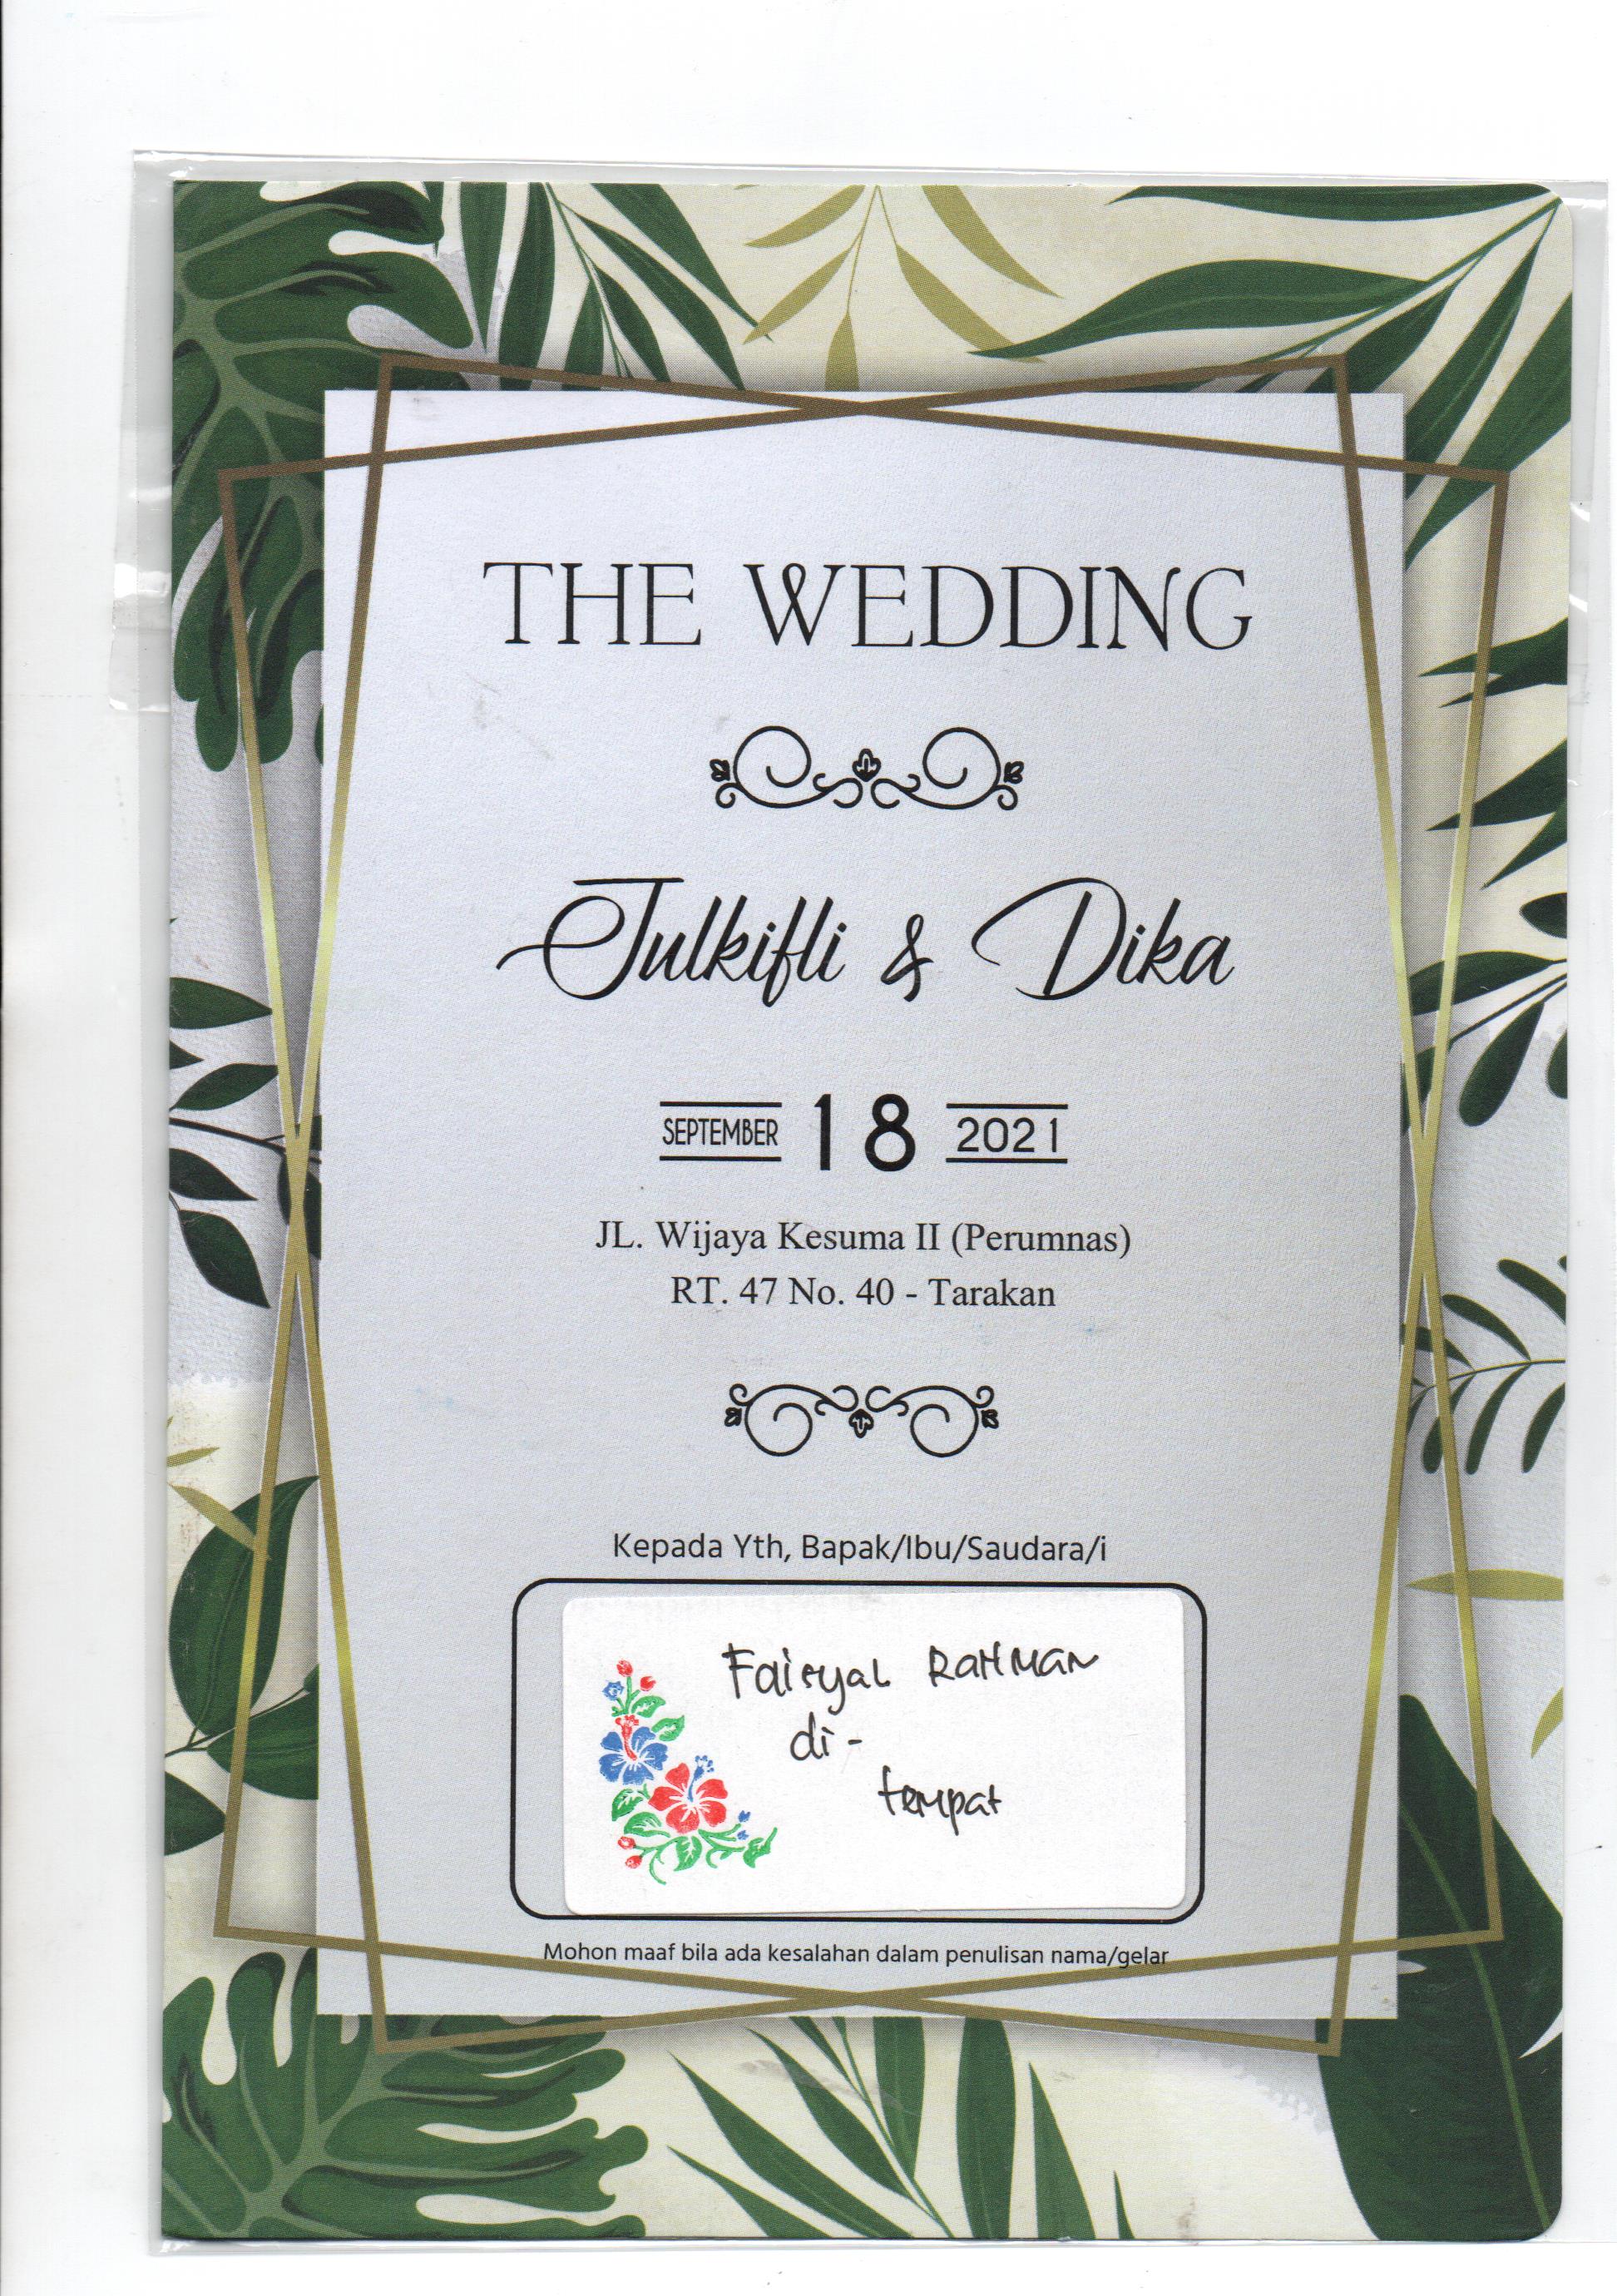 THE WEDDING
Julkifli & Dika
SEPTEMBER 18 2021
JL. Wijaya Kesuma II (Perumnas)
RT. 47 No. 40 - Tarakan
Kepada Yth, Bapak/Ibu/Saudara/i
Faisyal RAHMAN
di-
tempat
Mohon maaf bila ada kesalahan dalam penulisan nama/gelar